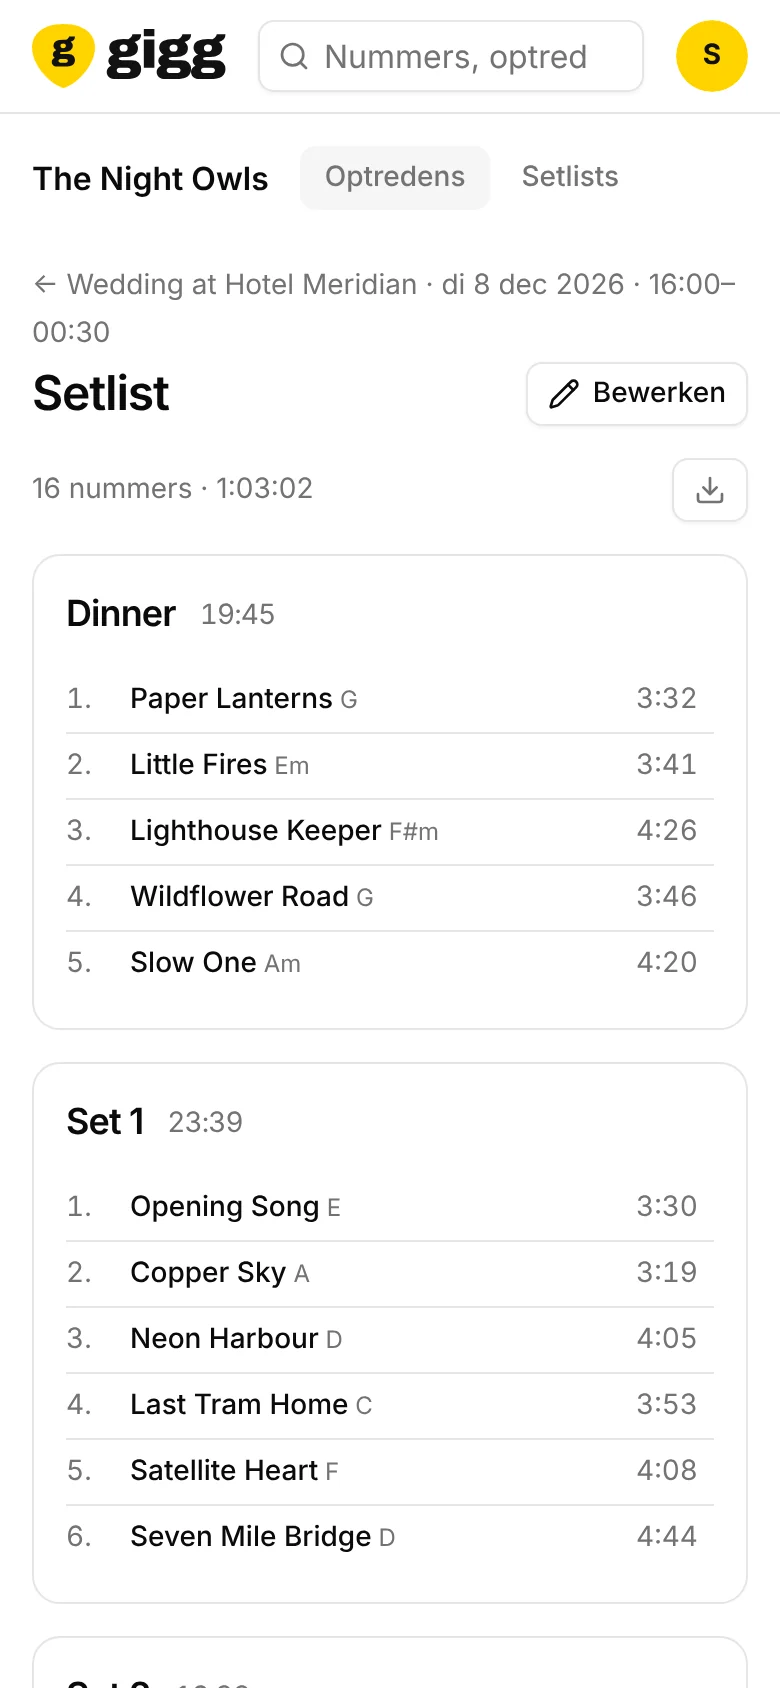 g gigg Nummers, optred S
The Night Owls Optredens Setlists
← Wedding at Hotel Meridian · di 8 dec 2026 · 16:00–
00:30
Setlist Bewerken
16 nummers · 1:03:02
Dinner 19:45
1. Paper Lanterns G 3:32
2. Little Fires Em 3:41
3. Lighthouse Keeper F#m 4:26
4. Wildflower Road G 3:46
5. Slow One Am 4:20
Set 1 23:39
1. Opening Song E 3:30
2. Copper Sky A 3:19
3. Neon Harbour D 4:05
4. Last Tram Home C 3:53
5. Satellite Heart F 4:08
6. Seven Mile Bridge D 4:44